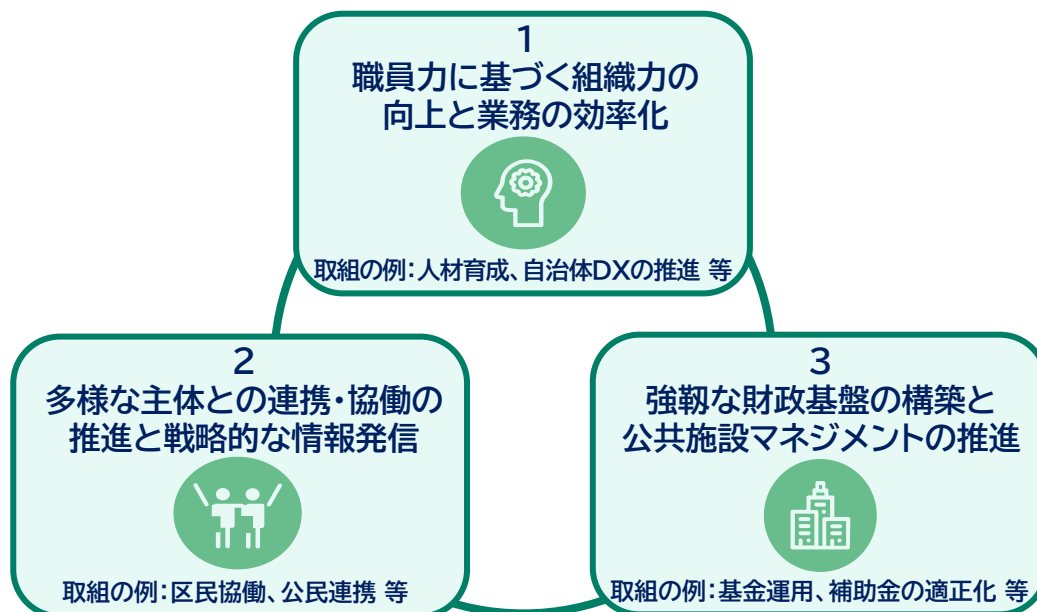 1
職員力に基づく組織力の
向上と業務の効率化
取組の例：人材育成、自治体DXの推進 等
2
多様な主体との連携・協働の
推進と戦略的な情報発信
取組の例：区民協働、公民連携 等
3
強靱な財政基盤の構築と
公共施設マネジメントの推進
取組の例：基金運用、補助金の適正化 等